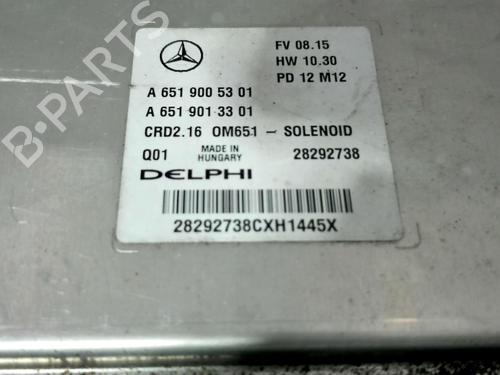 FV 08.15
HW 10.30
PD 12 M12
A 651 900 53 01
A 651 901 33 01
CRD2.16 OM651 - SOLENOID
Q01 MADE IN HUNGARY 28292738
DELPHI
28292738CXH1445X
B-PARTS